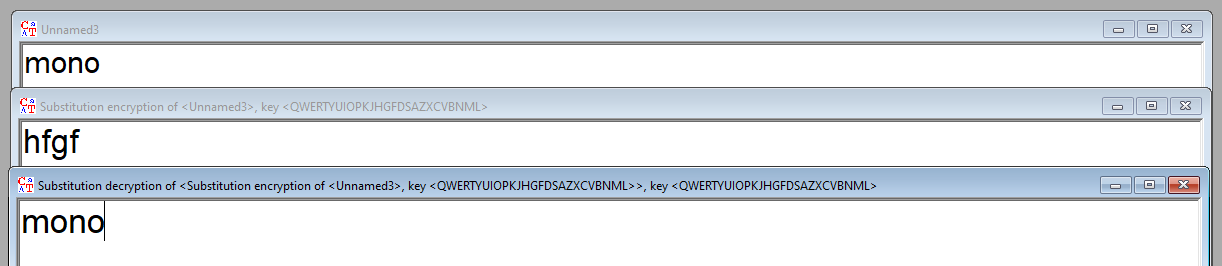 Unnamed3
mono
Substitution encryption of <Unnamed3>, key <QWERTYUIOPKJHGFDSAZXCVBNML>
hfgf
Substitution decryption of <Substitution encryption of <Unnamed3>, key <QWERTYUIOPKJHGFDSAZXCVBNML>>, key <QWERTYUIOPKJHGFDSAZXCVBNML>
mono